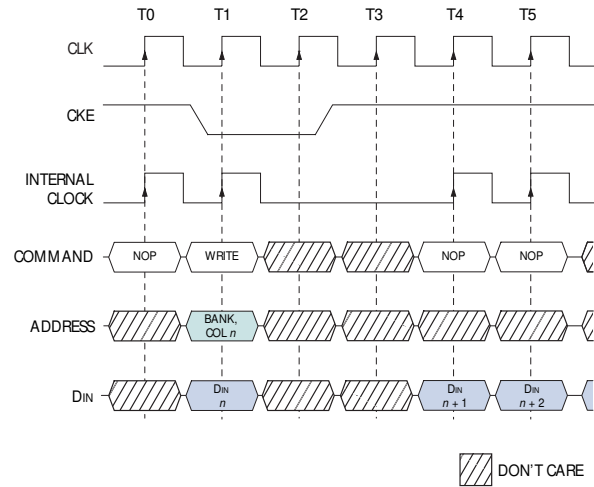 T0 T1 T2 T3 T4 T5
CLK
CKE
INTERNAL
CLOCK
COMMAND NOP WRITE NOP NOP
ADDRESS BANK,
COL n
DIN DIN DIN DIN
n n + 1 n + 2
DON'T CARE